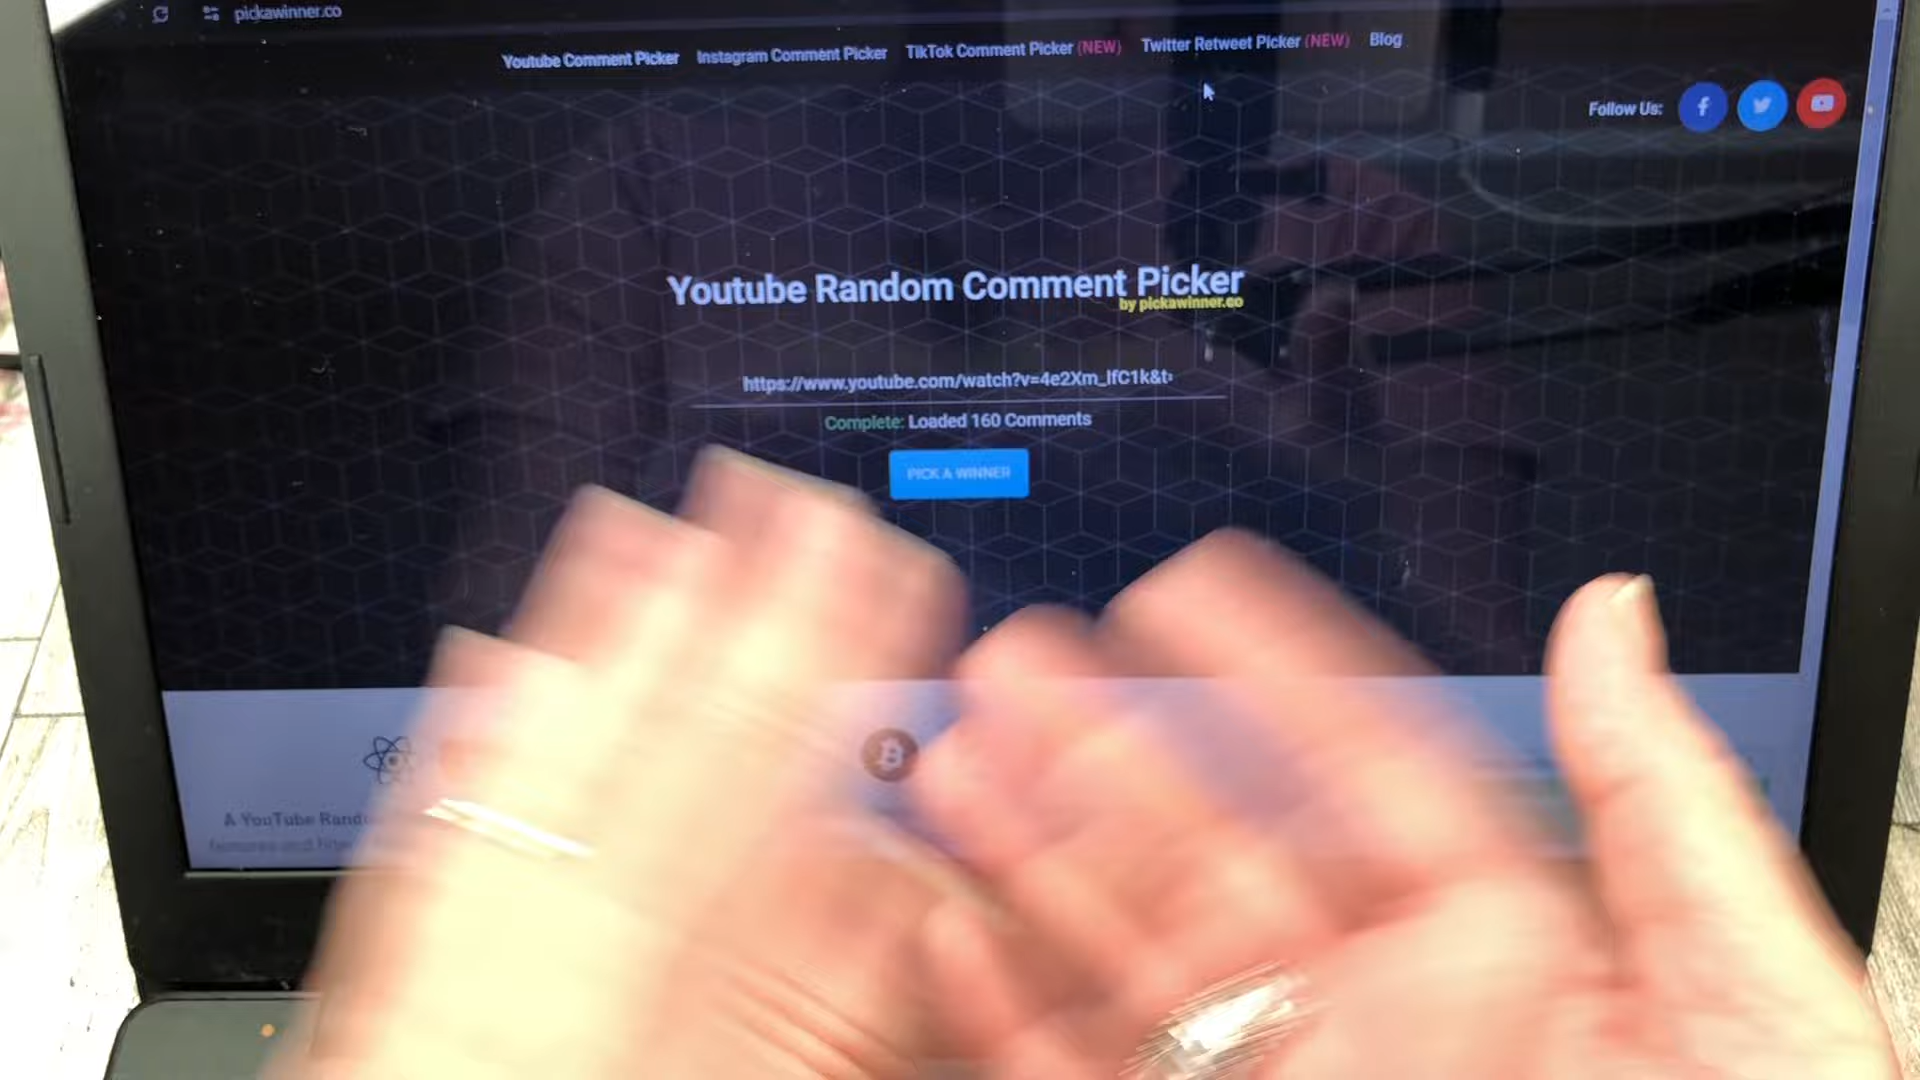 pickawinner.co
Youtube Comment Picker Instagram Comment Picker TikTok Comment Picker (NEW) Twitter Retweet Picker (NEW) Blog
Follow Us:
Youtube Random Comment Picker
by pickawinner.co
https://www.youtube.com/watch?v=4e2Xm_IfC1k&t
Complete: Loaded 160 Comments
PICK A WINNER
A YouTube